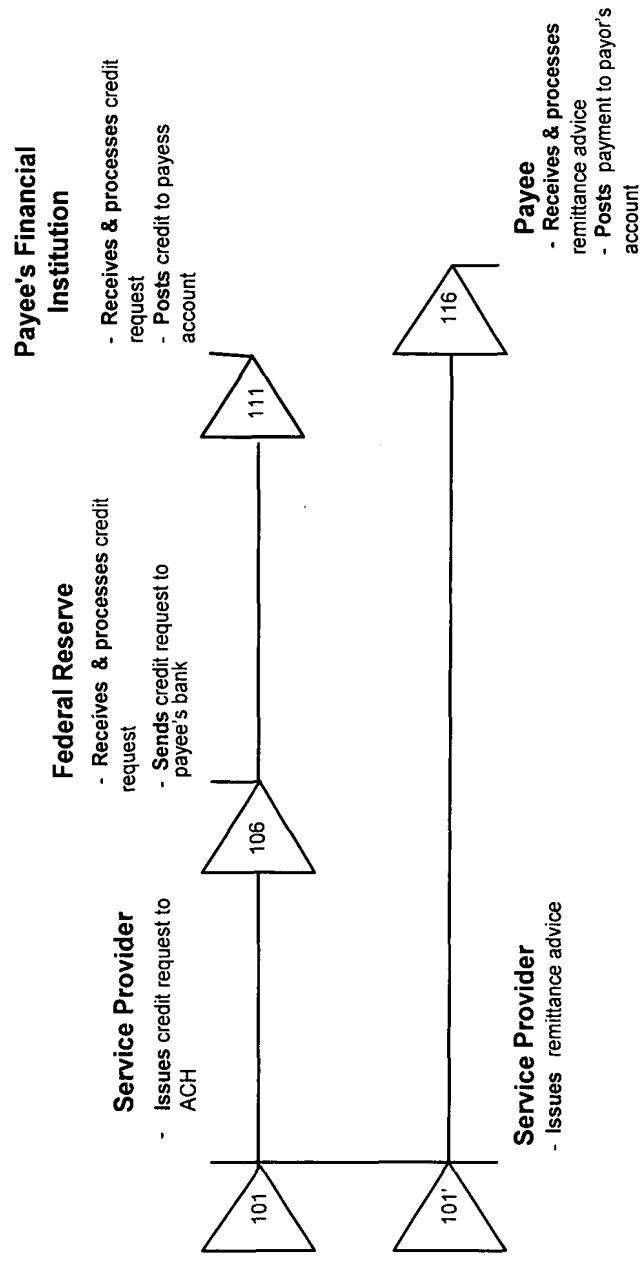 Service Provider
- Issues credit request to
ACH
101
Federal Reserve
- Receives & processes credit
request
- Sends credit request to
payee's bank
106
Payee's Financial
Institution
- Receives & processes credit
request
- Posts credit to payess
account
111
101'
Service Provider
- Issues remittance advice
116
Payee
- Receives & processes
remittance advice
- Posts payment to payor's
account